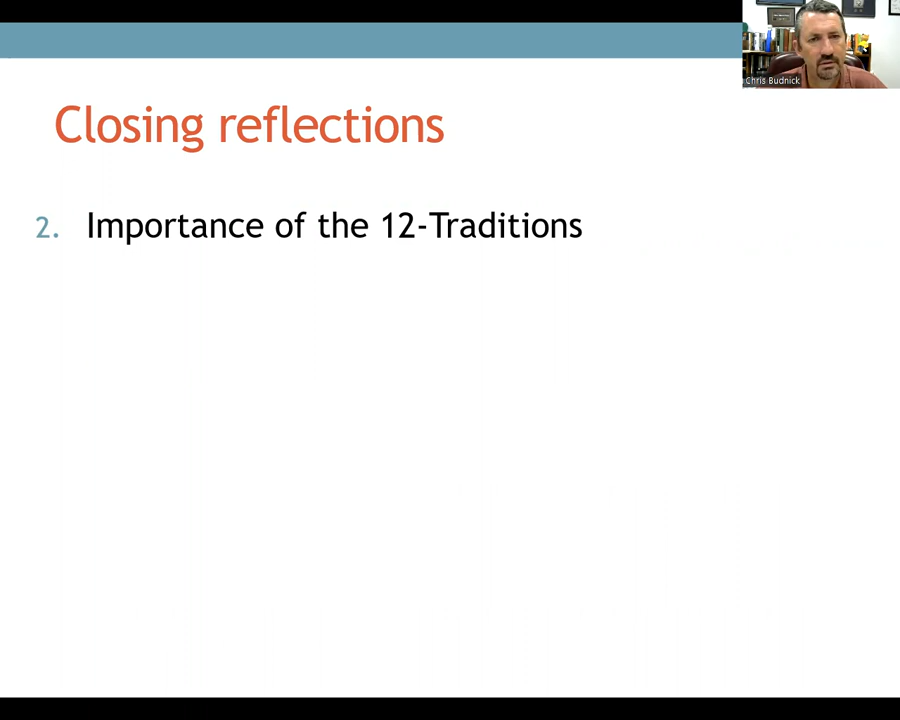 Chris Budnick
Closing reflections
2. Importance of the 12-Traditions